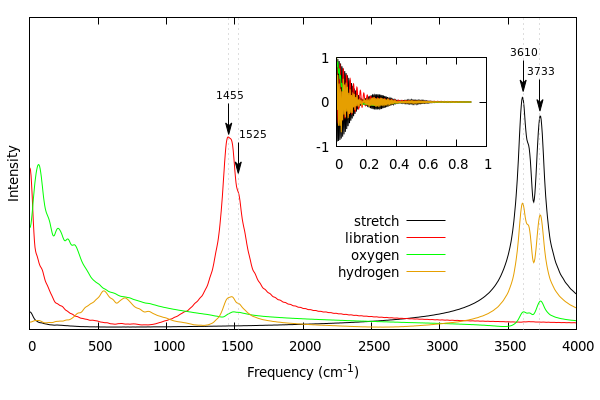 3610
3733
1455
1525
1
0
-1
0 0.2 0.4 0.6 0.8 1
Intensity
stretch
libration
oxygen
hydrogen
0 500 1000 1500 2000 2500 3000 3500 4000
Frequency (cm-1)